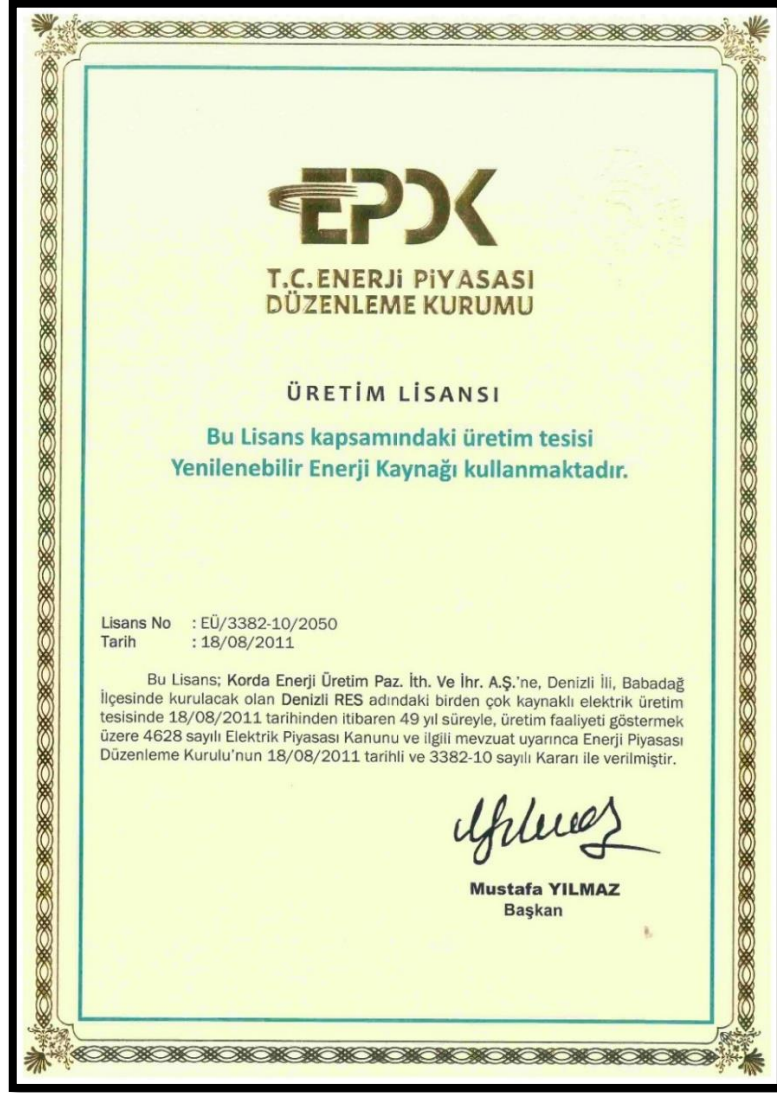 EPDK
T.C. ENERJİ PİYASASI
DÜZENLEME KURUMU
ÜRETİM LİSANSI
Bu Lisans kapsamındaki üretim tesisi
Yenilenebilir Enerji Kaynağı kullanmaktadır.
Lisans No : EÜ/3382-10/2050
Tarih : 18/08/2011
Bu Lisans; Korda Enerji Üretim Paz. İth. Ve İhr. A.Ş.'ne, Denizli İli, Babadağ
İlçesinde kurulacak olan Denizli RES adındaki birden çok kaynaklı elektrik üretim
tesisinde 18/08/2011 tarihinden itibaren 49 yıl süreyle, üretim faaliyeti göstermek
üzere 4628 sayılı Elektrik Piyasası Kanunu ve ilgili mevzuat uyarınca Enerji Piyasası
Düzenleme Kurulu'nun 18/08/2011 tarihli ve 3382-10 sayılı Kararı ile verilmiştir.
Mustafa YILMAZ
Başkan